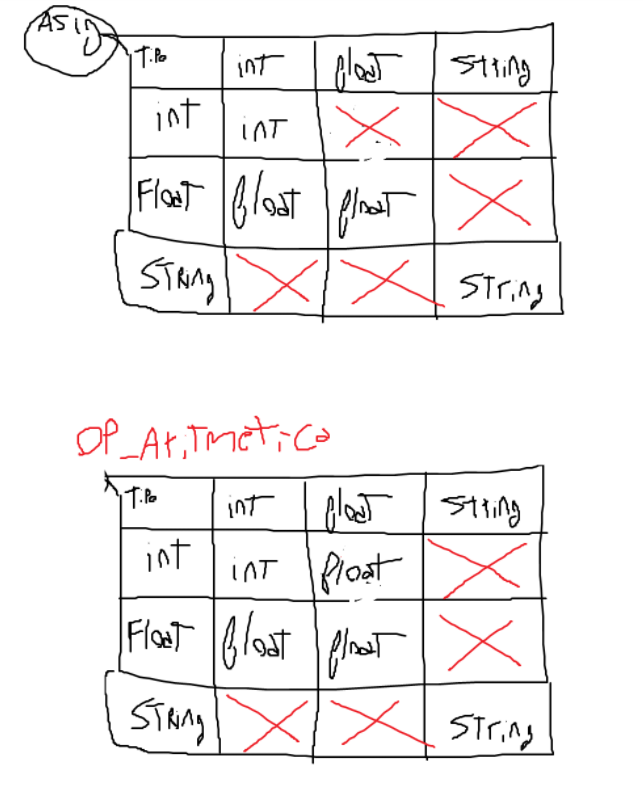 Asig
Tipo int float String
int int
Float float float
STRing STring
OP_AriTmeTica
Tipo int float String
int int float
Float float float
STRing STring